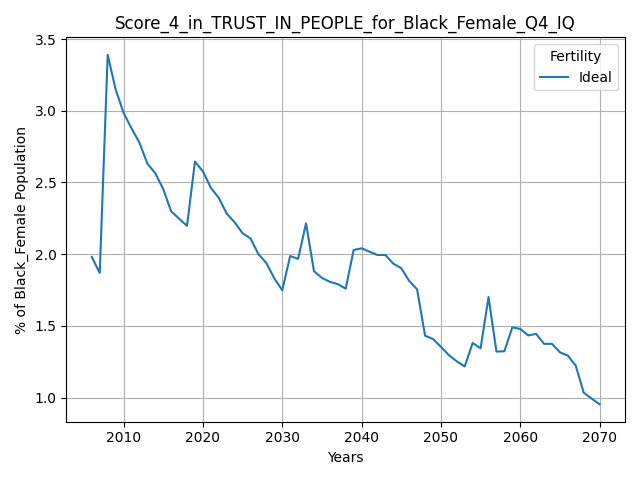 Score_4_in_TRUST_IN_PEOPLE_for_Black_Female_Q4_IQ
Fertility
Ideal
% of Black_Female Population
3.5
3.0
2.5
2.0
1.5
1.0
2010 2020 2030 2040 2050 2060 2070
Years